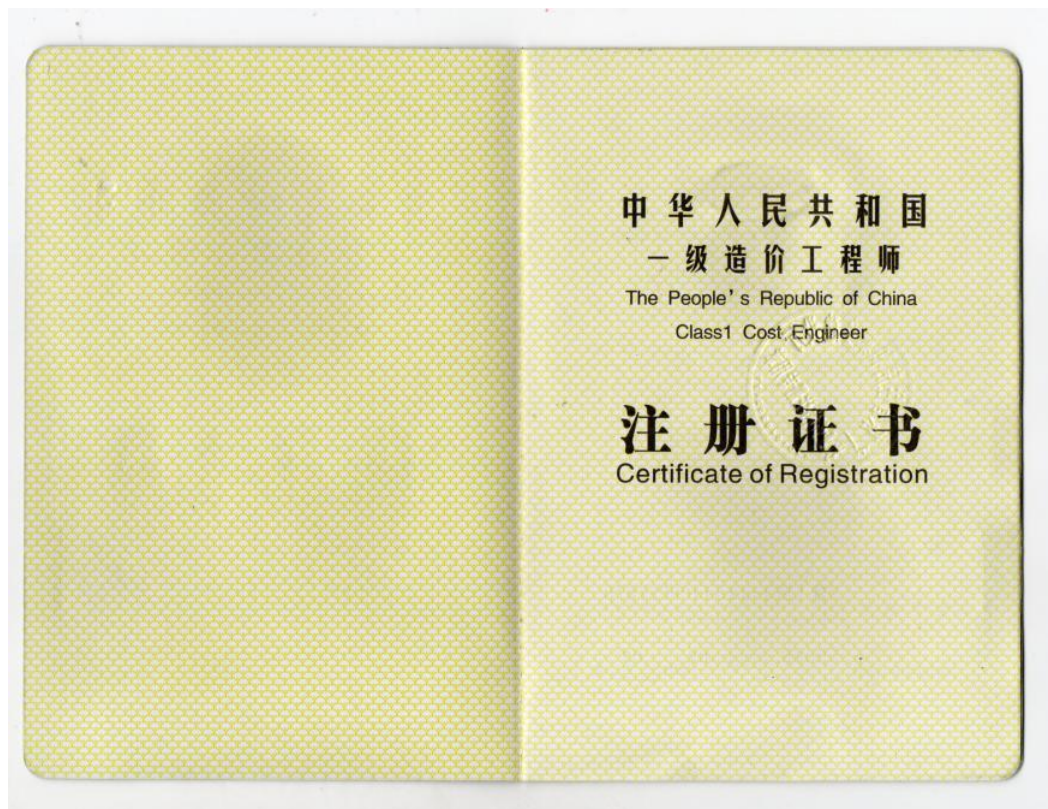 中华人民共和国
一级造价工程师
The People's Republic of China
Class1 Cost Engineer
注册证书
Certificate of Registration